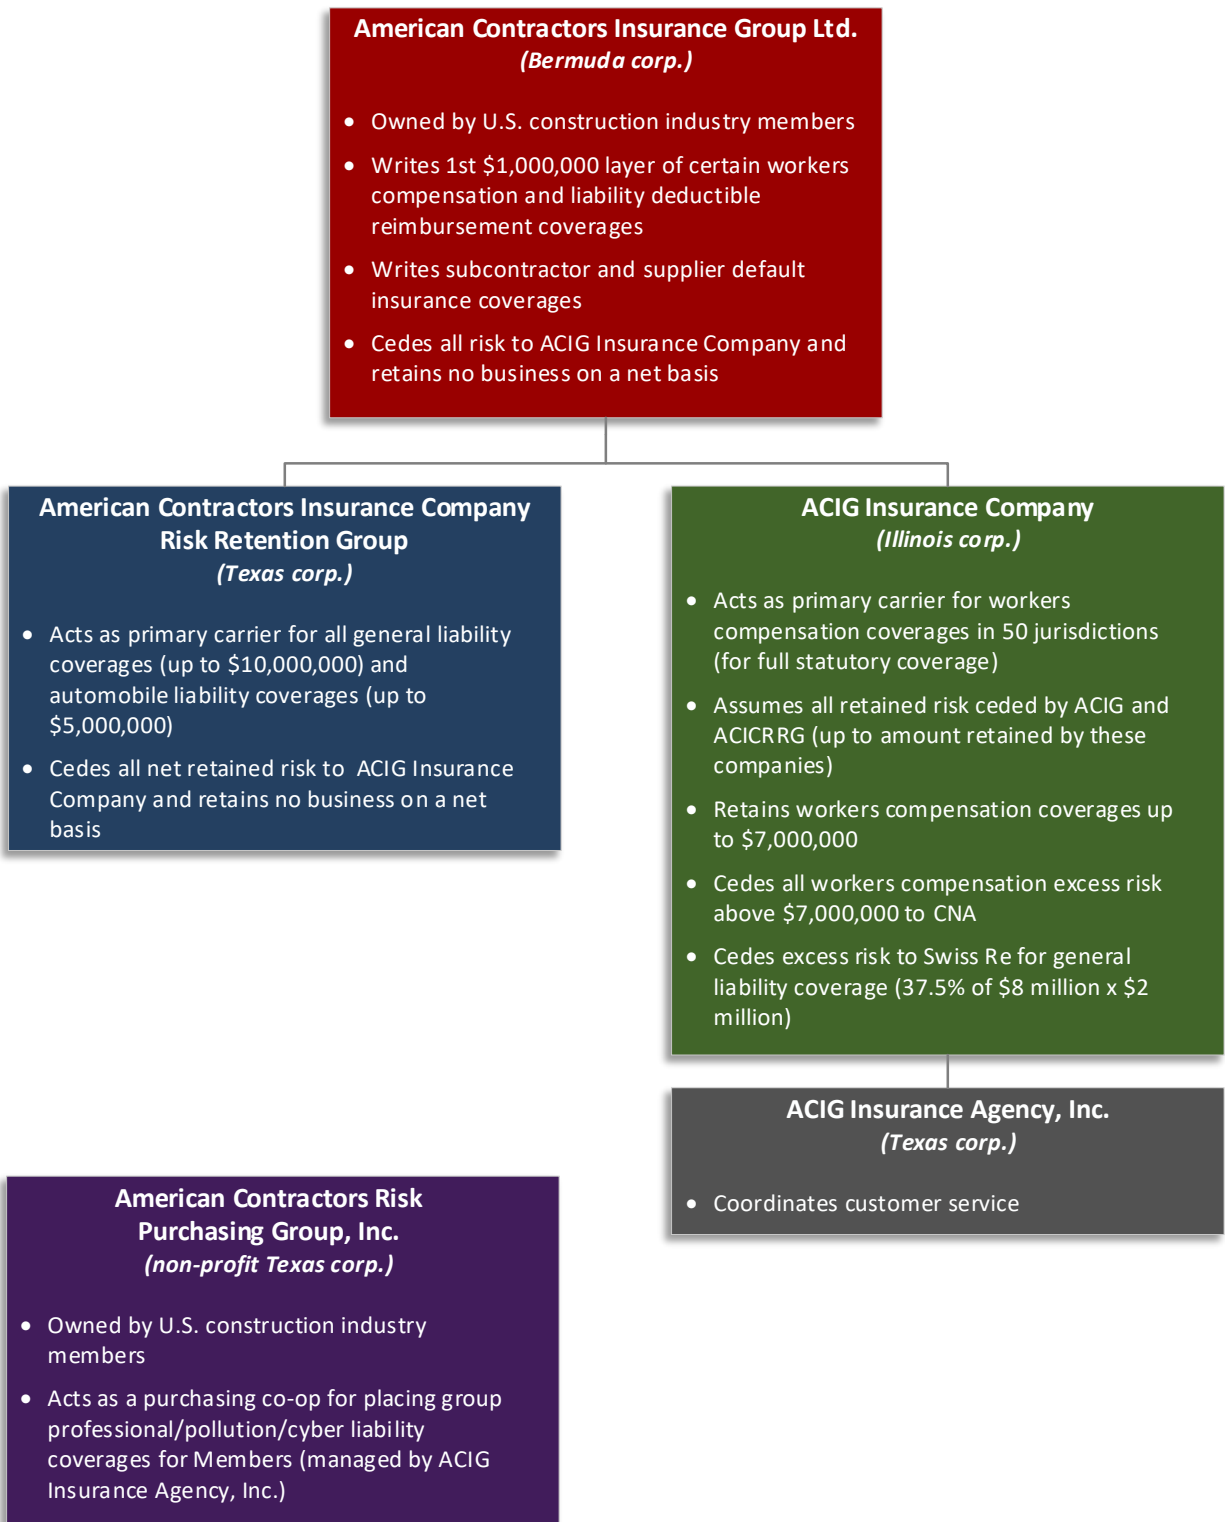 American Contractors Insurance Group Ltd.
(Bermuda corp.)
• Owned by U.S. construction industry members
• Writes 1st $1,000,000 layer of certain workers
compensation and liability deductible
reimbursement coverages
• Writes subcontractor and supplier default
insurance coverages
• Cedes all risk to ACIG Insurance Company and
retains no business on a net basis
American Contractors Insurance Company
Risk Retention Group
(Texas corp.)
• Acts as primary carrier for all general liability
coverages (up to $10,000,000) and
automobile liability coverages (up to
$5,000,000)
• Cedes all net retained risk to ACIG Insurance
Company and retains no business on a net
basis
ACIG Insurance Company
(Illinois corp.)
• Acts as primary carrier for workers
compensation coverages in 50 jurisdictions
(for full statutory coverage)
• Assumes all retained risk ceded by ACIG and
ACICRRG (up to amount retained by these
companies)
• Retains workers compensation coverages up
to $7,000,000
• Cedes all workers compensation excess risk
above $7,000,000 to CNA
• Cedes excess risk to Swiss Re for general
liability coverage (37.5% of $8 million x $2
million)
ACIG Insurance Agency, Inc.
(Texas corp.)
• Coordinates customer service
American Contractors Risk
Purchasing Group, Inc.
(non-profit Texas corp.)
• Owned by U.S. construction industry
members
• Acts as a purchasing co-op for placing group
professional/pollution/cyber liability
coverages for Members (managed by ACIG
Insurance Agency, Inc.)